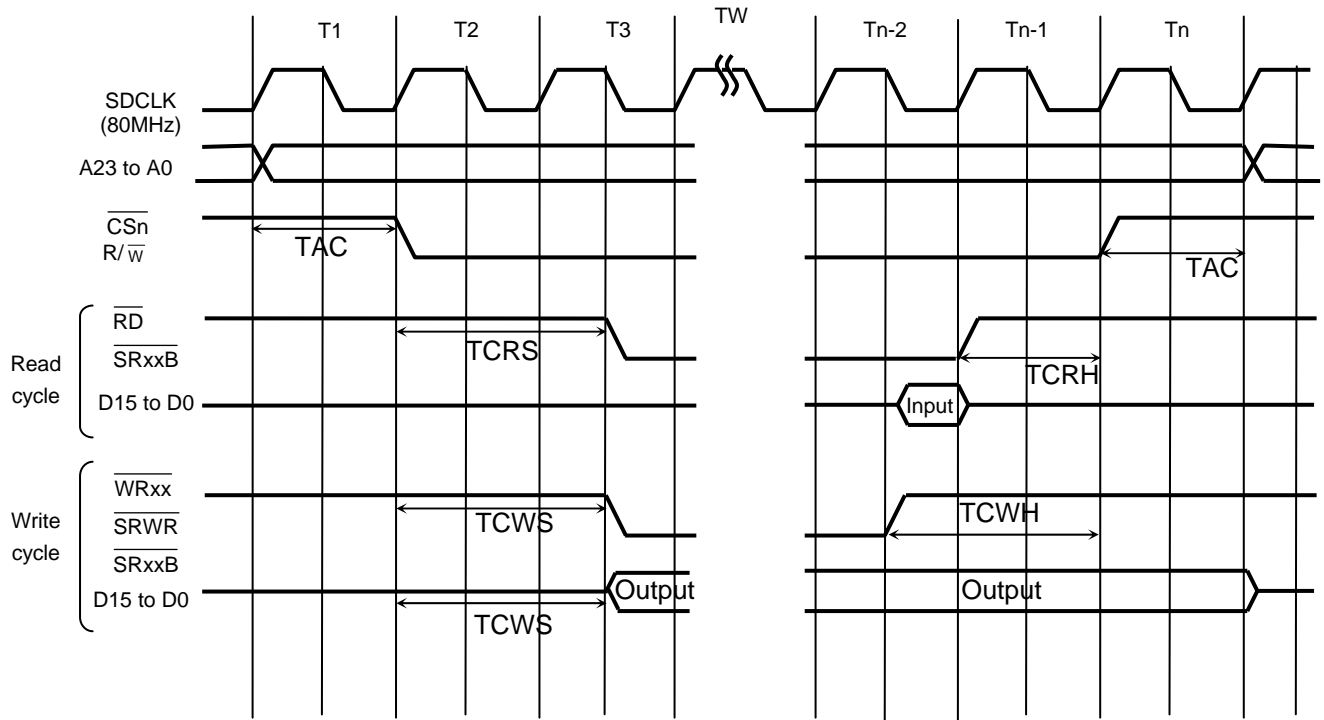 T1 T2 T3 TW Tn-2 Tn-1 Tn
SDCLK
(80MHz)
A23 to A0
CSn
R/W
TAC
TAC
Read
cycle
RD
SRxxB
D15 to D0
TCRS
TCRH
Input
Write
cycle
WRxx
SRWR
SRxxB
D15 to D0
TCWS
TCWH
Output
Output
TCWS